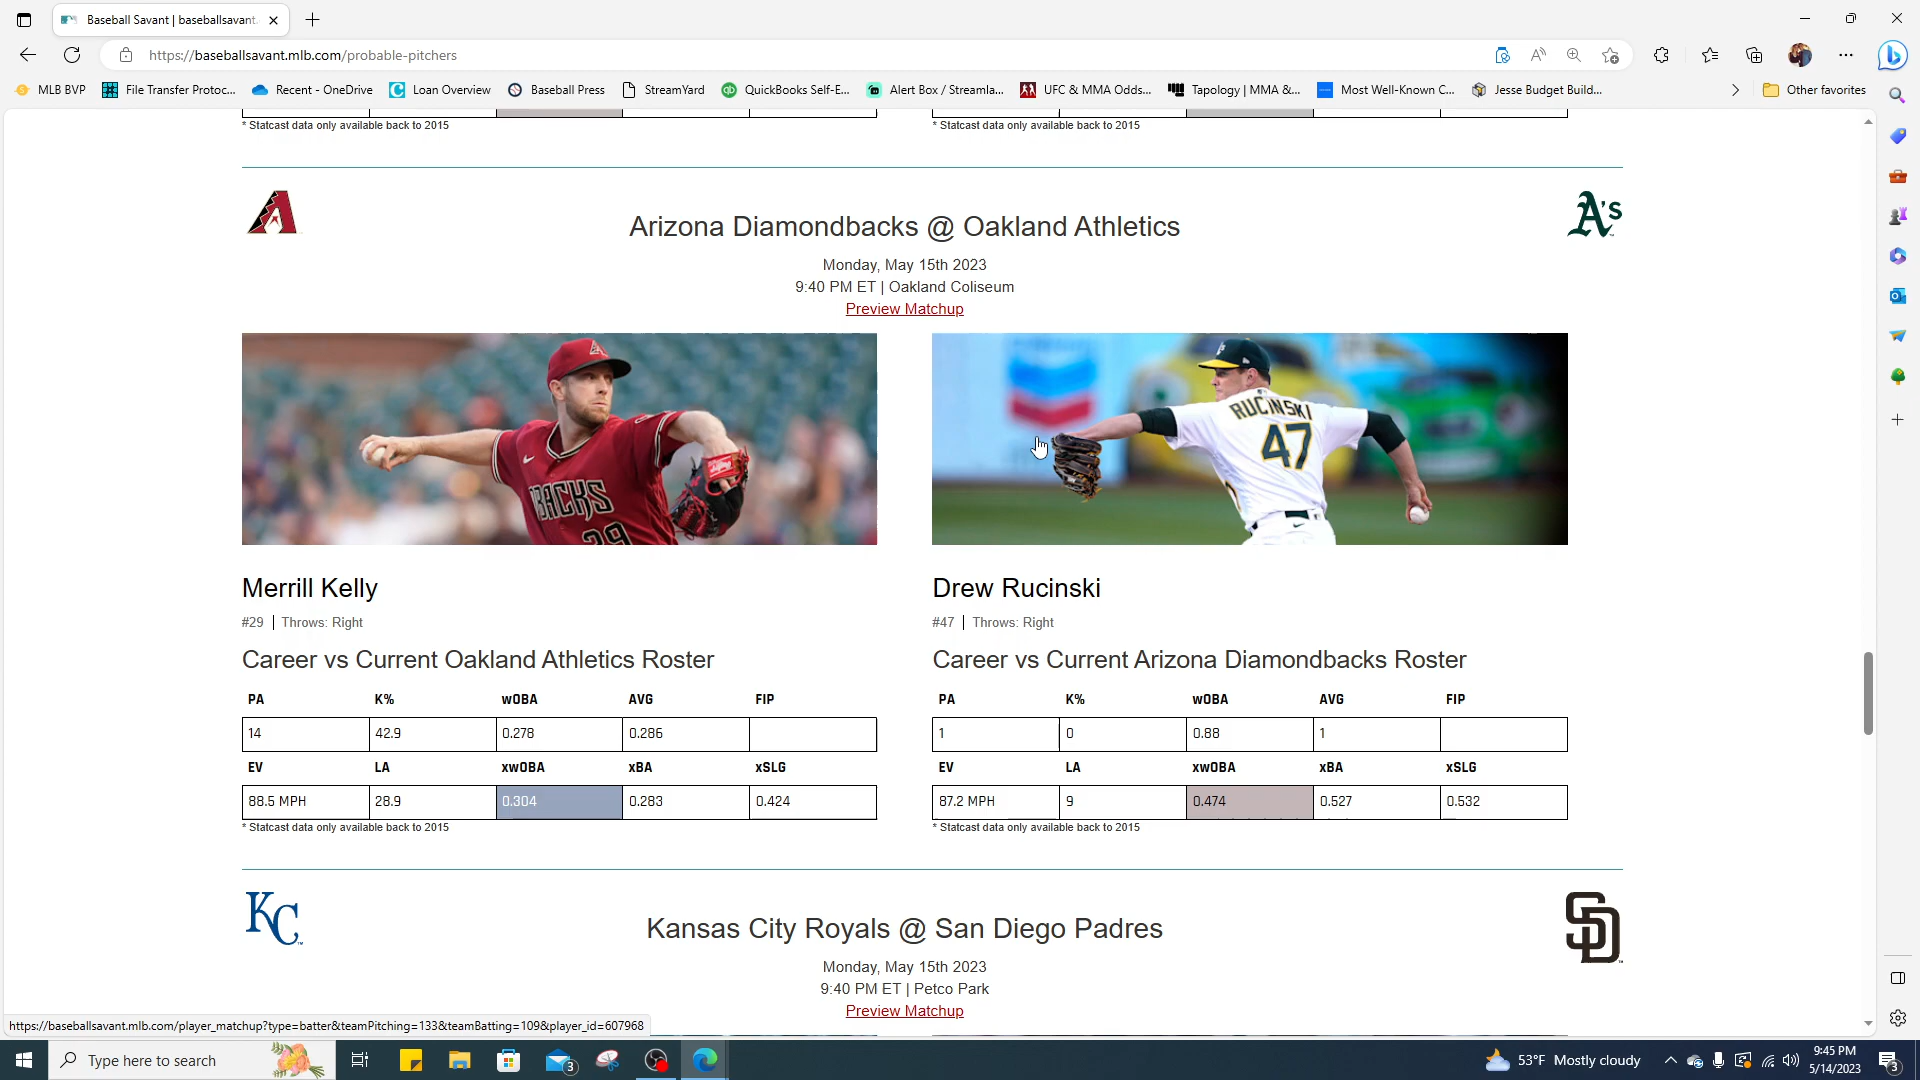 Baseball Savant | baseballsavant.
https://baseballsavant.mlb.com/probable-pitchers
MLB BVP
File Transfer Protoc...
Recent - OneDrive
Loan Overview
Baseball Press
StreamYard
QuickBooks Self-E...
Alert Box / Streamla...
UFC & MMA Odds...
Tapology | MMA &...
Most Well-Known C...
Jesse Budget Build...
Other favorites
* Statcast data only available back to 2015
* Statcast data only available back to 2015
A
Arizona Diamondbacks @ Oakland Athletics
A's
Monday, May 15th 2023
9:40 PM ET | Oakland Coliseum
Preview Matchup
DBACKS
29
RUCINSKI
47
Merrill Kelly
#29 | Throws: Right
Career vs Current Oakland Athletics Roster
PA K% wOBA AVG FIP
14 42.9 0.278 0.286
EV LA xwOBA xBA xSLG
88.5 MPH 28.9 0.304 0.283 0.424
* Statcast data only available back to 2015
Drew Rucinski
#47 | Throws: Right
Career vs Current Arizona Diamondbacks Roster
PA K% wOBA AVG FIP
1 0 0.88 1
EV LA xwOBA xBA xSLG
87.2 MPH 9 0.474 0.527 0.532
* Statcast data only available back to 2015
KC
Kansas City Royals @ San Diego Padres
SD
Monday, May 15th 2023
9:40 PM ET | Petco Park
Preview Matchup
https://baseballsavant.mlb.com/player_matchup?type=batter&teamPitching=133&teamBatting=109&player_id=607968
Type here to search
3
53°F Mostly cloudy
9:45 PM
5/14/2023
3